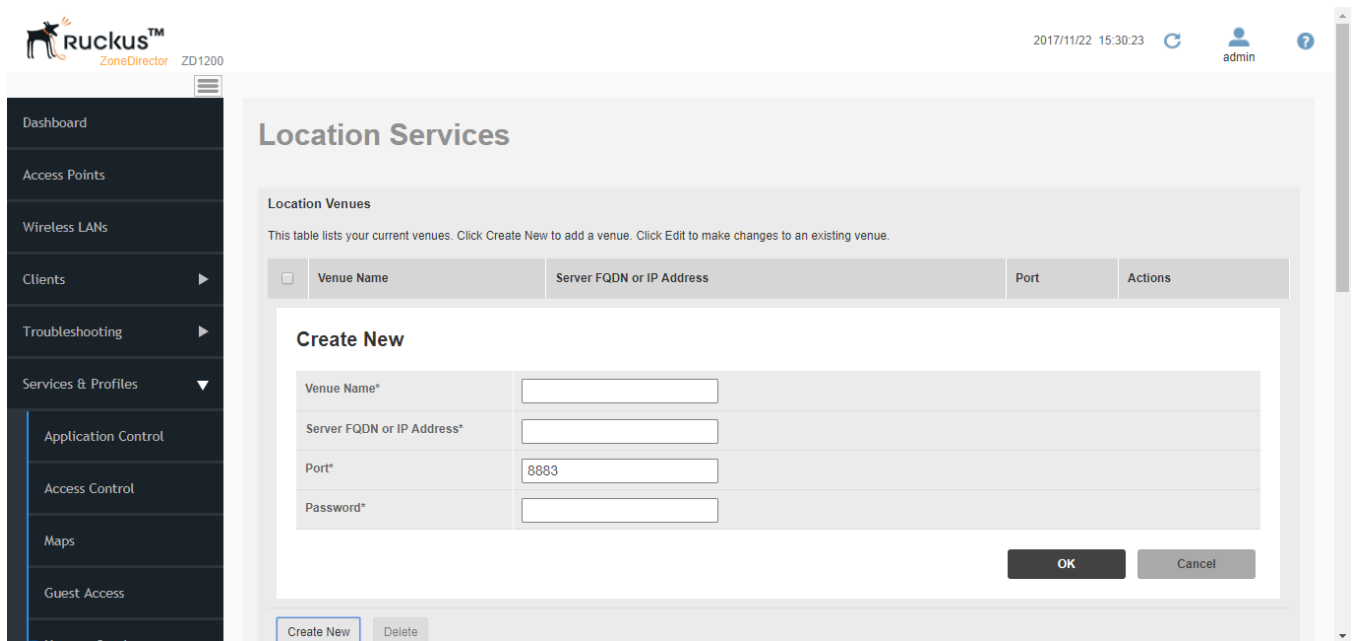 Ruckus™
ZoneDirector ZD1200
2017/11/22 15:30:23
admin
?
Dashboard
Access Points
Wireless LANs
Clients
Troubleshooting
Services & Profiles
Application Control
Access Control
Maps
Guest Access
Location Services
Location Venues
This table lists your current venues. Click Create New to add a venue. Click Edit to make changes to an existing venue.
Venue Name Server FQDN or IP Address Port Actions
Create New
Venue Name*
Server FQDN or IP Address*
Port* 8883
Password*
OK Cancel
Create New Delete